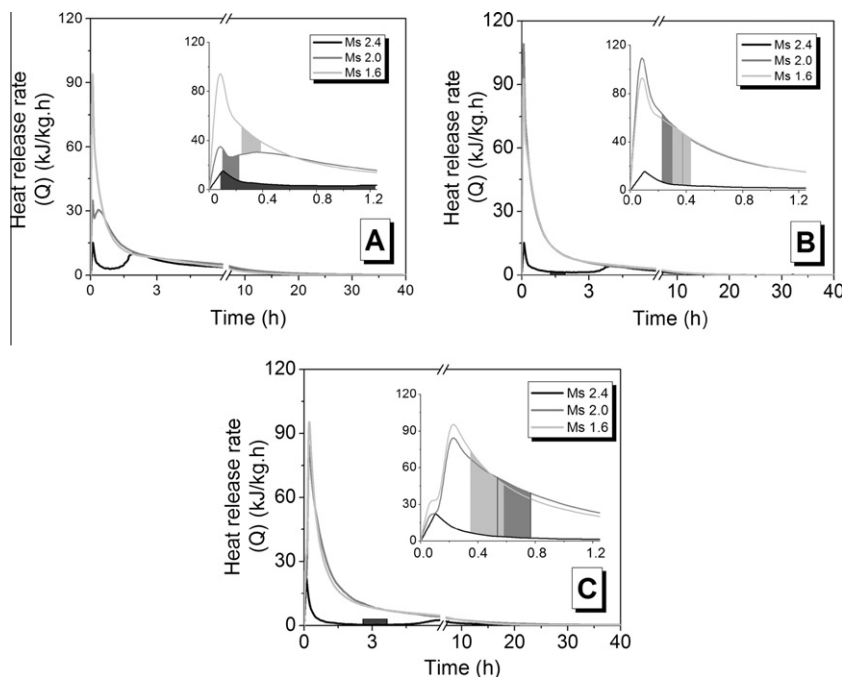 120
90
60
30
0
Heat release rate
(Q) (kJ/kg.h)
120
100
80
60
40
20
0
0.0 0.4 0.8 1.2
Ms 2.4
Ms 2.0
Ms 1.6
A
0 3 10 20 30 40
Time (h)
120
90
60
30
0
Heat release rate
(Q) (kJ/kg.h)
120
80
40
0
0.0 0.4 0.8 1.2
Ms 2.4
Ms 2.0
Ms 1.6
B
0 3 10 20 30 40
Time (h)
120
90
60
30
0
Heat release rate
(Q) (kJ/kg.h)
120
90
60
30
0
0.0 0.4 0.8 1.2
Ms 2.4
Ms 2.0
Ms 1.6
C
0 3 10 20 30 40
Time (h)